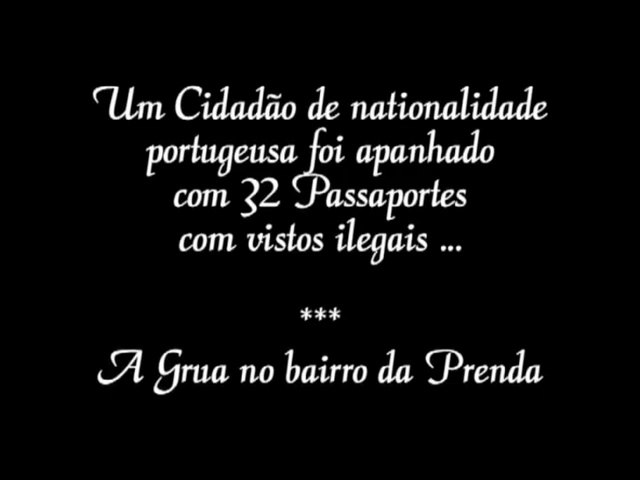 Um Cidadão de nationalidade
portugeusa foi apanhado
com 32 Passaportes
com vistos ilegais ...
***
A Grua no bairro da Prenda